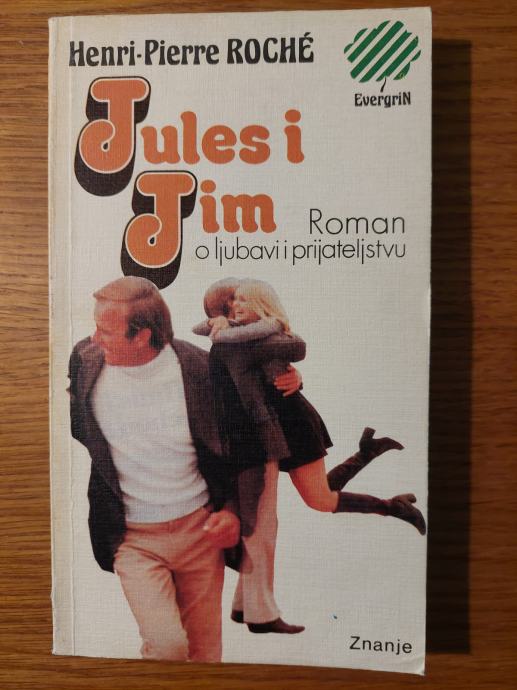 Henri-Pierre ROCHÉ
EvergriN
Jules i
Jim
Roman
o ljubavi i prijateljstvu
Znanje